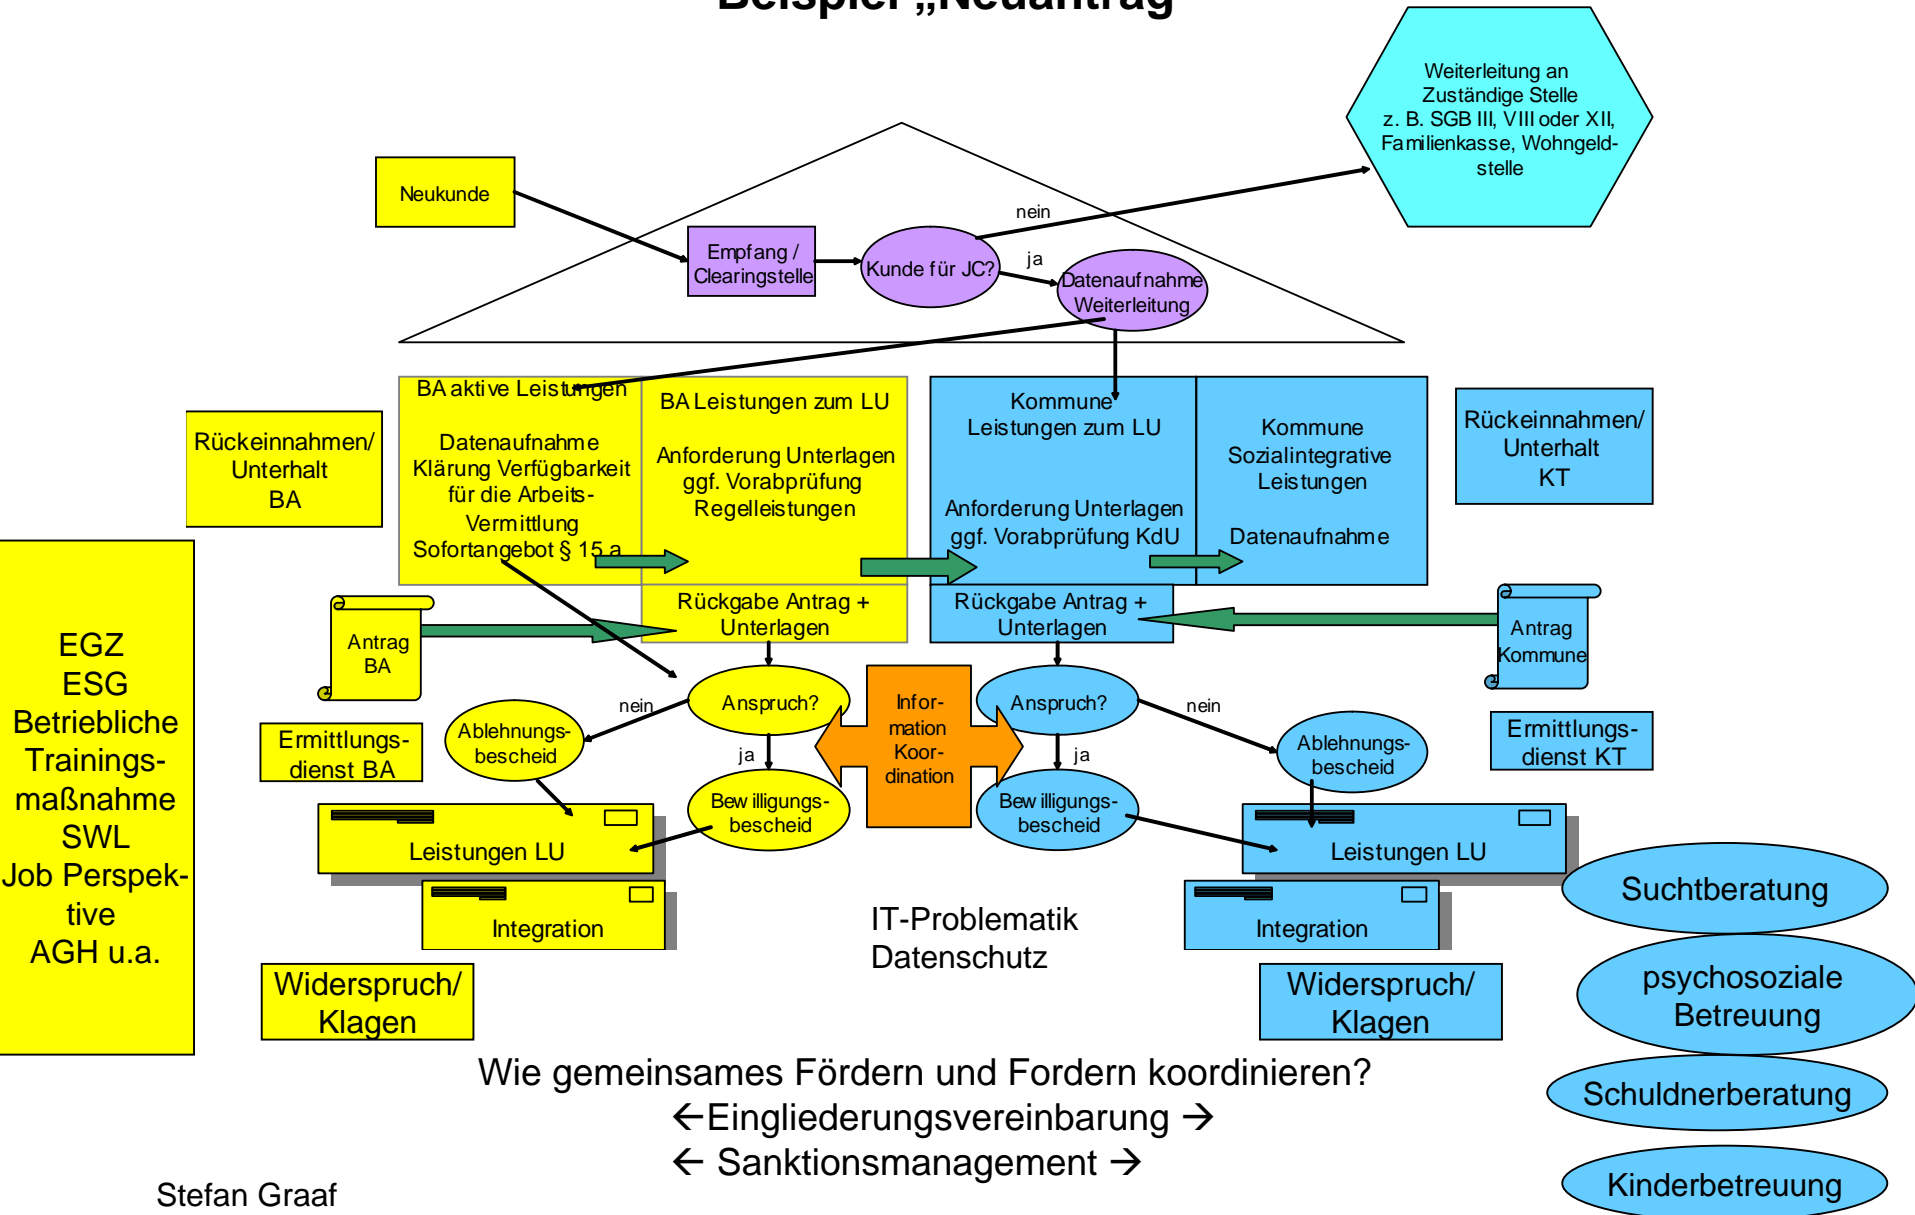 Beispiel „Neuantrag
Weiterleitung an
Zuständige Stelle
z. B. SGB III, VIII oder XII,
Familienkasse, Wohngeld-
stelle
Neukunde
nein
Empfang /
Clearingstelle
Kunde für JC?
ja
Datenaufnahme
Weiterleitung
BA aktive Leistungen
Datenaufnahme
Klärung Verfügbarkeit
für die Arbeits-
Vermittlung
Sofortangebot § 15 a
BA Leistungen zum LU
Anforderung Unterlagen
ggf. Vorabprüfung
Regelleistungen
Kommune
Leistungen zum LU
Anforderung Unterlagen
ggf. Vorabprüfung KdU
Kommune
Sozialintegrative
Leistungen
Datenaufnahme
Rückeinnahmen/
Unterhalt
BA
Rückeinnahmen/
Unterhalt
KT
Rückgabe Antrag +
Unterlagen
Rückgabe Antrag +
Unterlagen
Antrag
BA
Antrag
Kommune
EGZ
ESG
Betriebliche
Trainings-
maßnahme
SWL
Job Perspek-
tive
AGH u.a.
Anspruch?
nein
ja
Ablehnungs-
bescheid
Bewilligungs-
bescheid
Infor-
mation
Koor-
dination
Anspruch?
nein
ja
Ablehnungs-
bescheid
Bewilligungs-
bescheid
Ermittlungs-
dienst BA
Ermittlungs-
dienst KT
Leistungen LU
Integration
Leistungen LU
Integration
IT-Problematik
Datenschutz
Widerspruch/
Klagen
Widerspruch/
Klagen
Suchtberatung
psychosoziale
Betreuung
Schuldnerberatung
Kinderbetreuung
Wie gemeinsames Fördern und Fordern koordinieren?
←Eingliederungsvereinbarung →
← Sanktionsmanagement →
Stefan Graaf